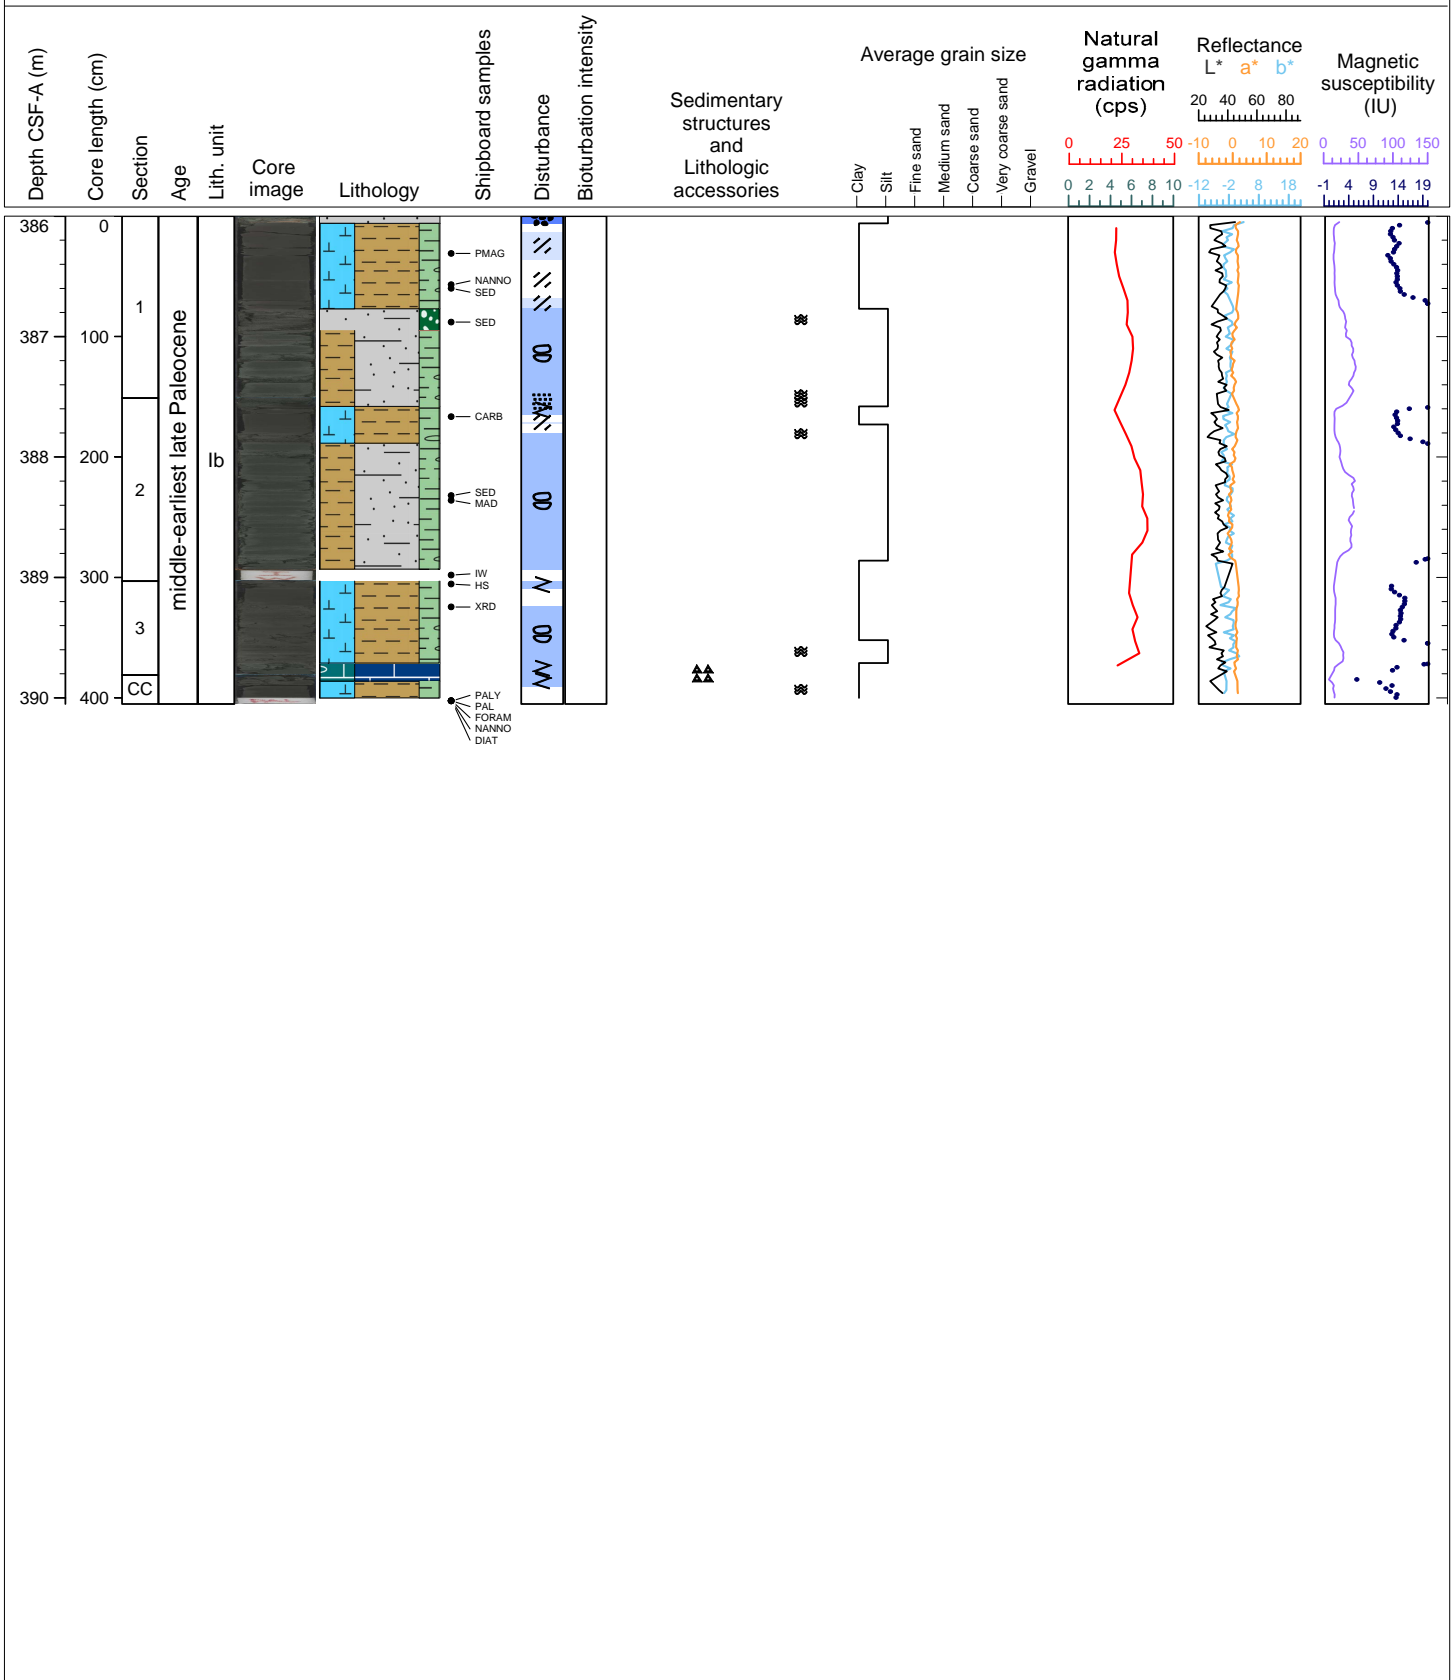 Depth CSF-A (m)
Core length (cm)
Section
Age
Lith. unit
Core
image
Lithology
Shipboard samples
Disturbance
Bioturbation intensity
Sedimentary
structures
and
Lithologic
accessories
Average grain size
Clay
Silt
Fine sand
Medium sand
Coarse sand
Very coarse sand
Gravel
Natural
gamma
radiation
(cps)
0 25 50
0 2 4 6 8 10
Reflectance
L* a* b*
20 40 60 80
-10 0 10 20
-12 -2 8 18
Magnetic
susceptibility
(IU)
0 50 100 150
-1 4 9 14 19
386
387
388
389
390
0
100
200
300
400
1
2
3
CC
middle-earliest late Paleocene
Ib
PMAG
NANNO
SED
SED
CARB
SED
MAD
IW
HS
XRD
PALY
PAL
FORAM
NANNO
DIAT